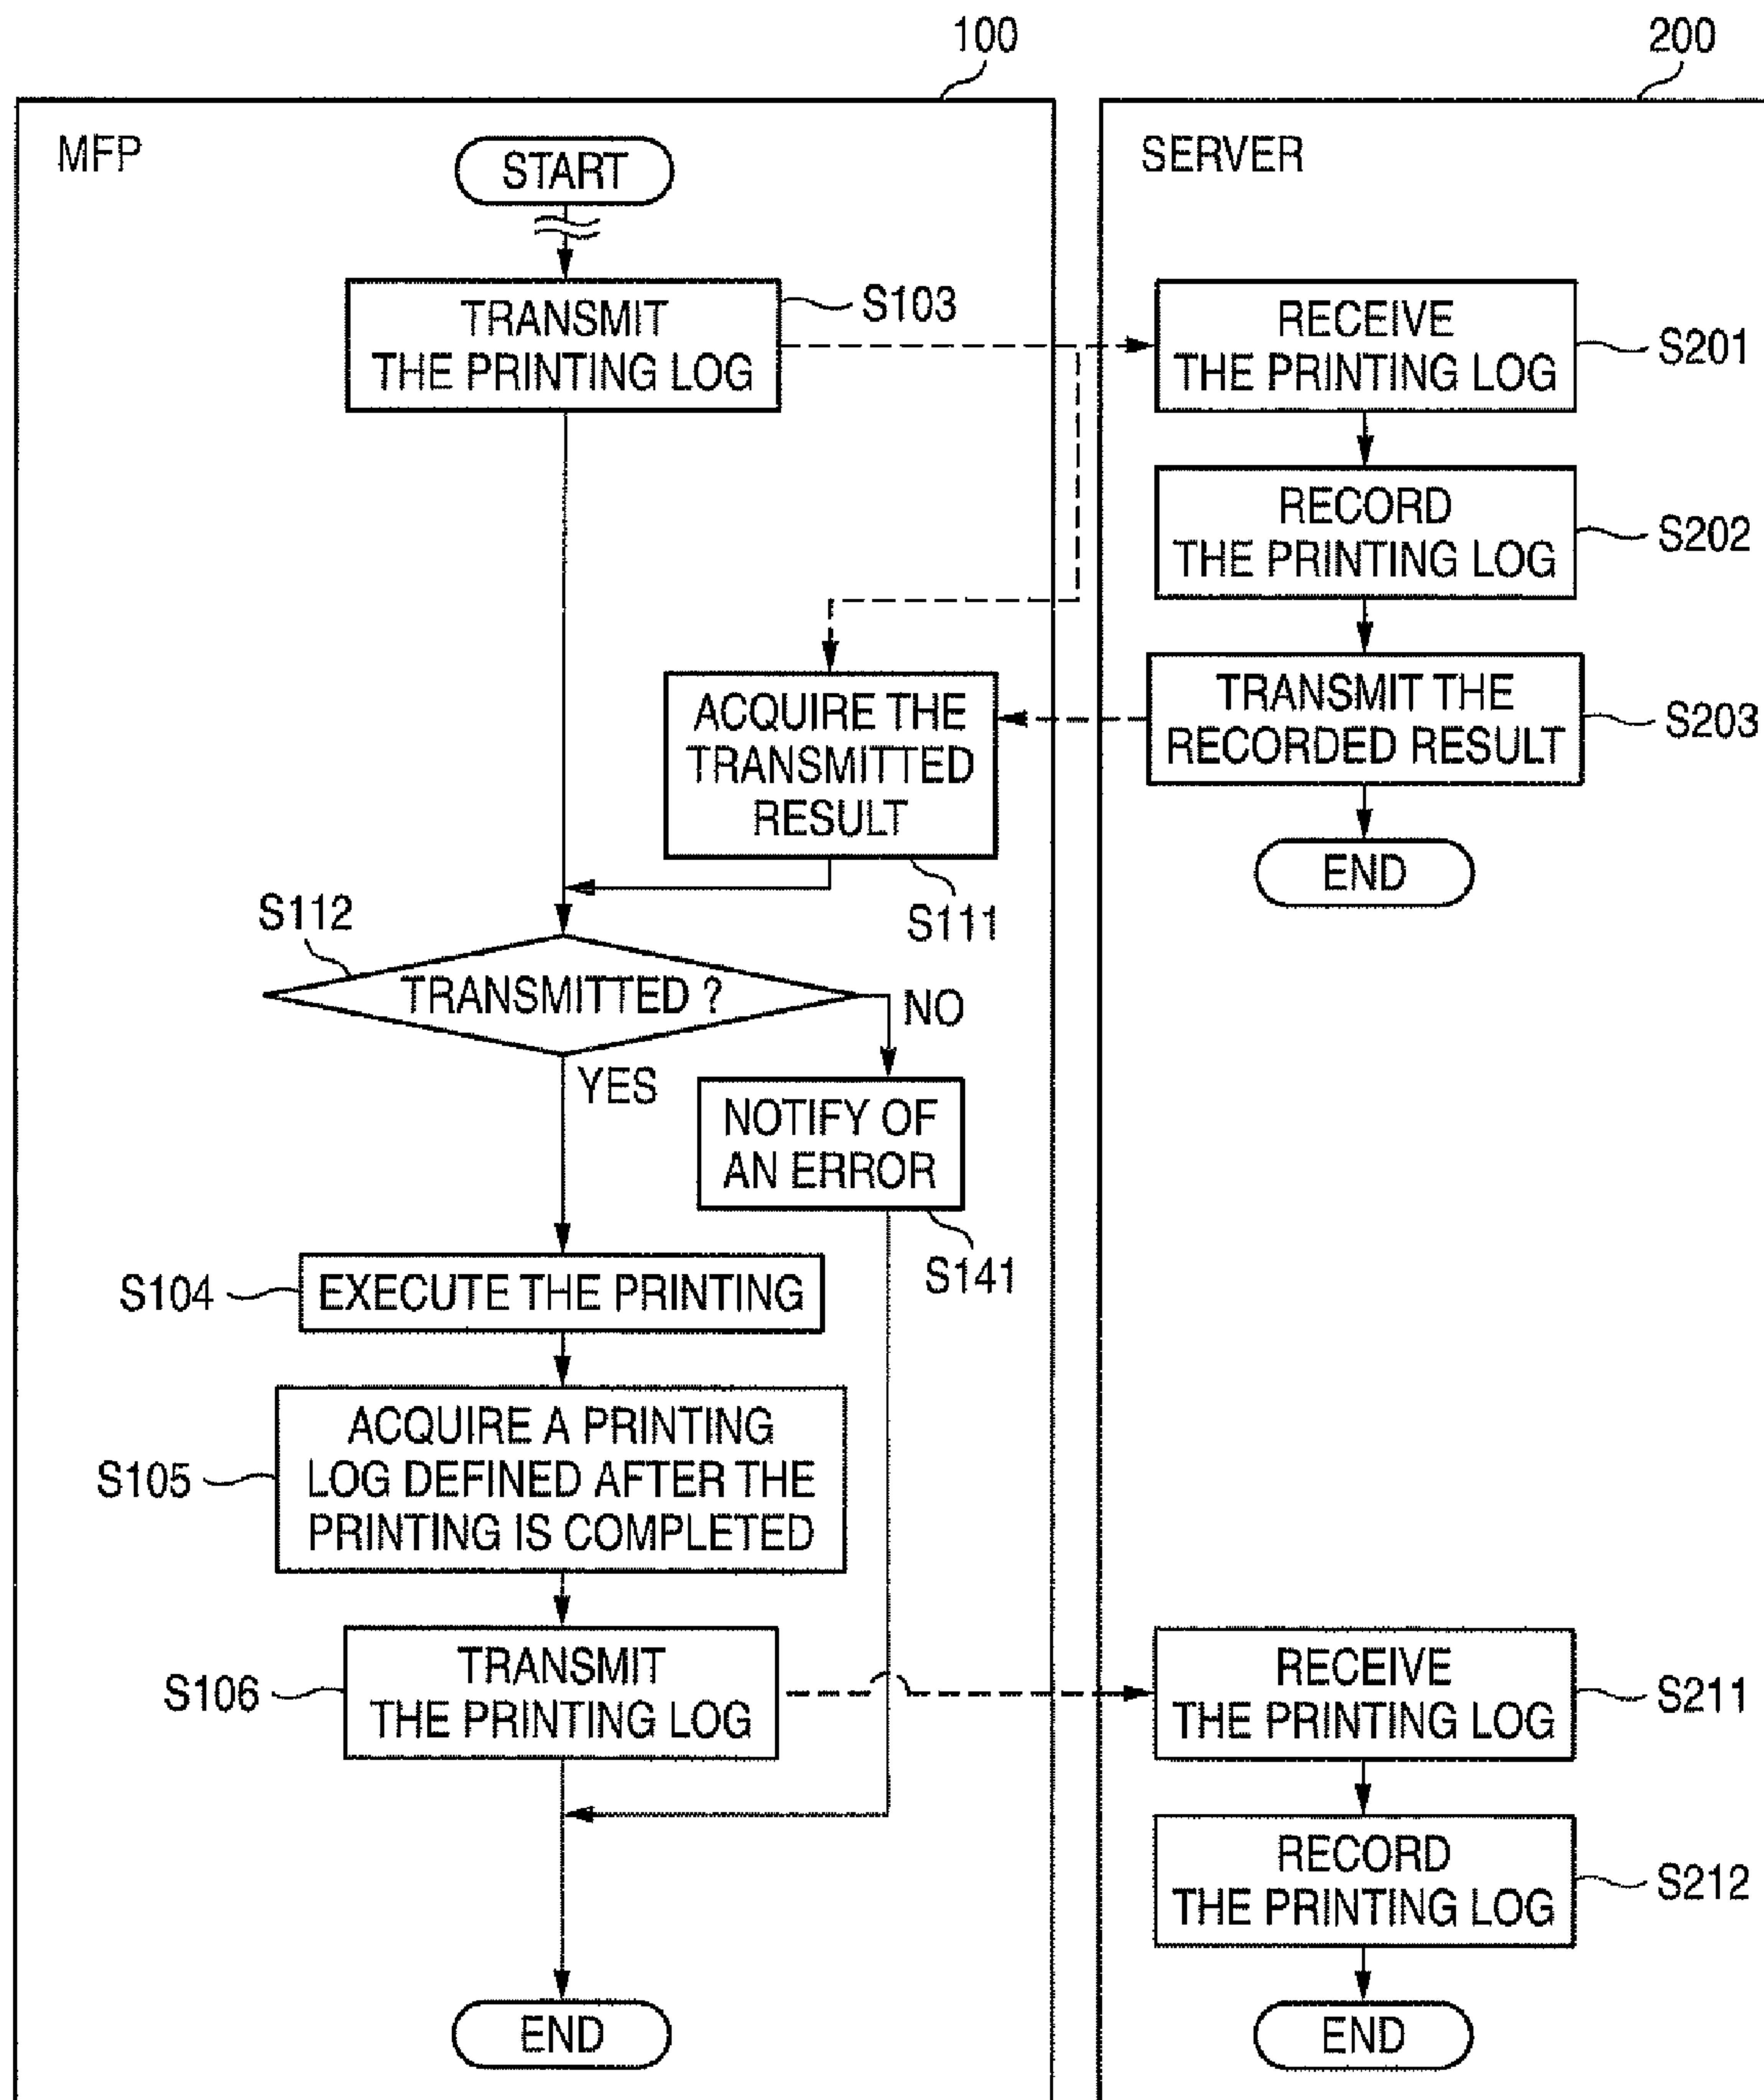 100
200
MFP
START
TRANSMIT
THE PRINTING LOG
S103
ACQUIRE THE
TRANSMITTED
RESULT
S111
S112
TRANSMITTED ?
NO
YES
NOTIFY OF
AN ERROR
S141
S104
EXECUTE THE PRINTING
S105
ACQUIRE A PRINTING
LOG DEFINED AFTER THE
PRINTING IS COMPLETED
S106
TRANSMIT
THE PRINTING LOG
END
SERVER
RECEIVE
THE PRINTING LOG
S201
RECORD
THE PRINTING LOG
S202
TRANSMIT THE
RECORDED RESULT
S203
END
RECEIVE
THE PRINTING LOG
S211
RECORD
THE PRINTING LOG
S212
END